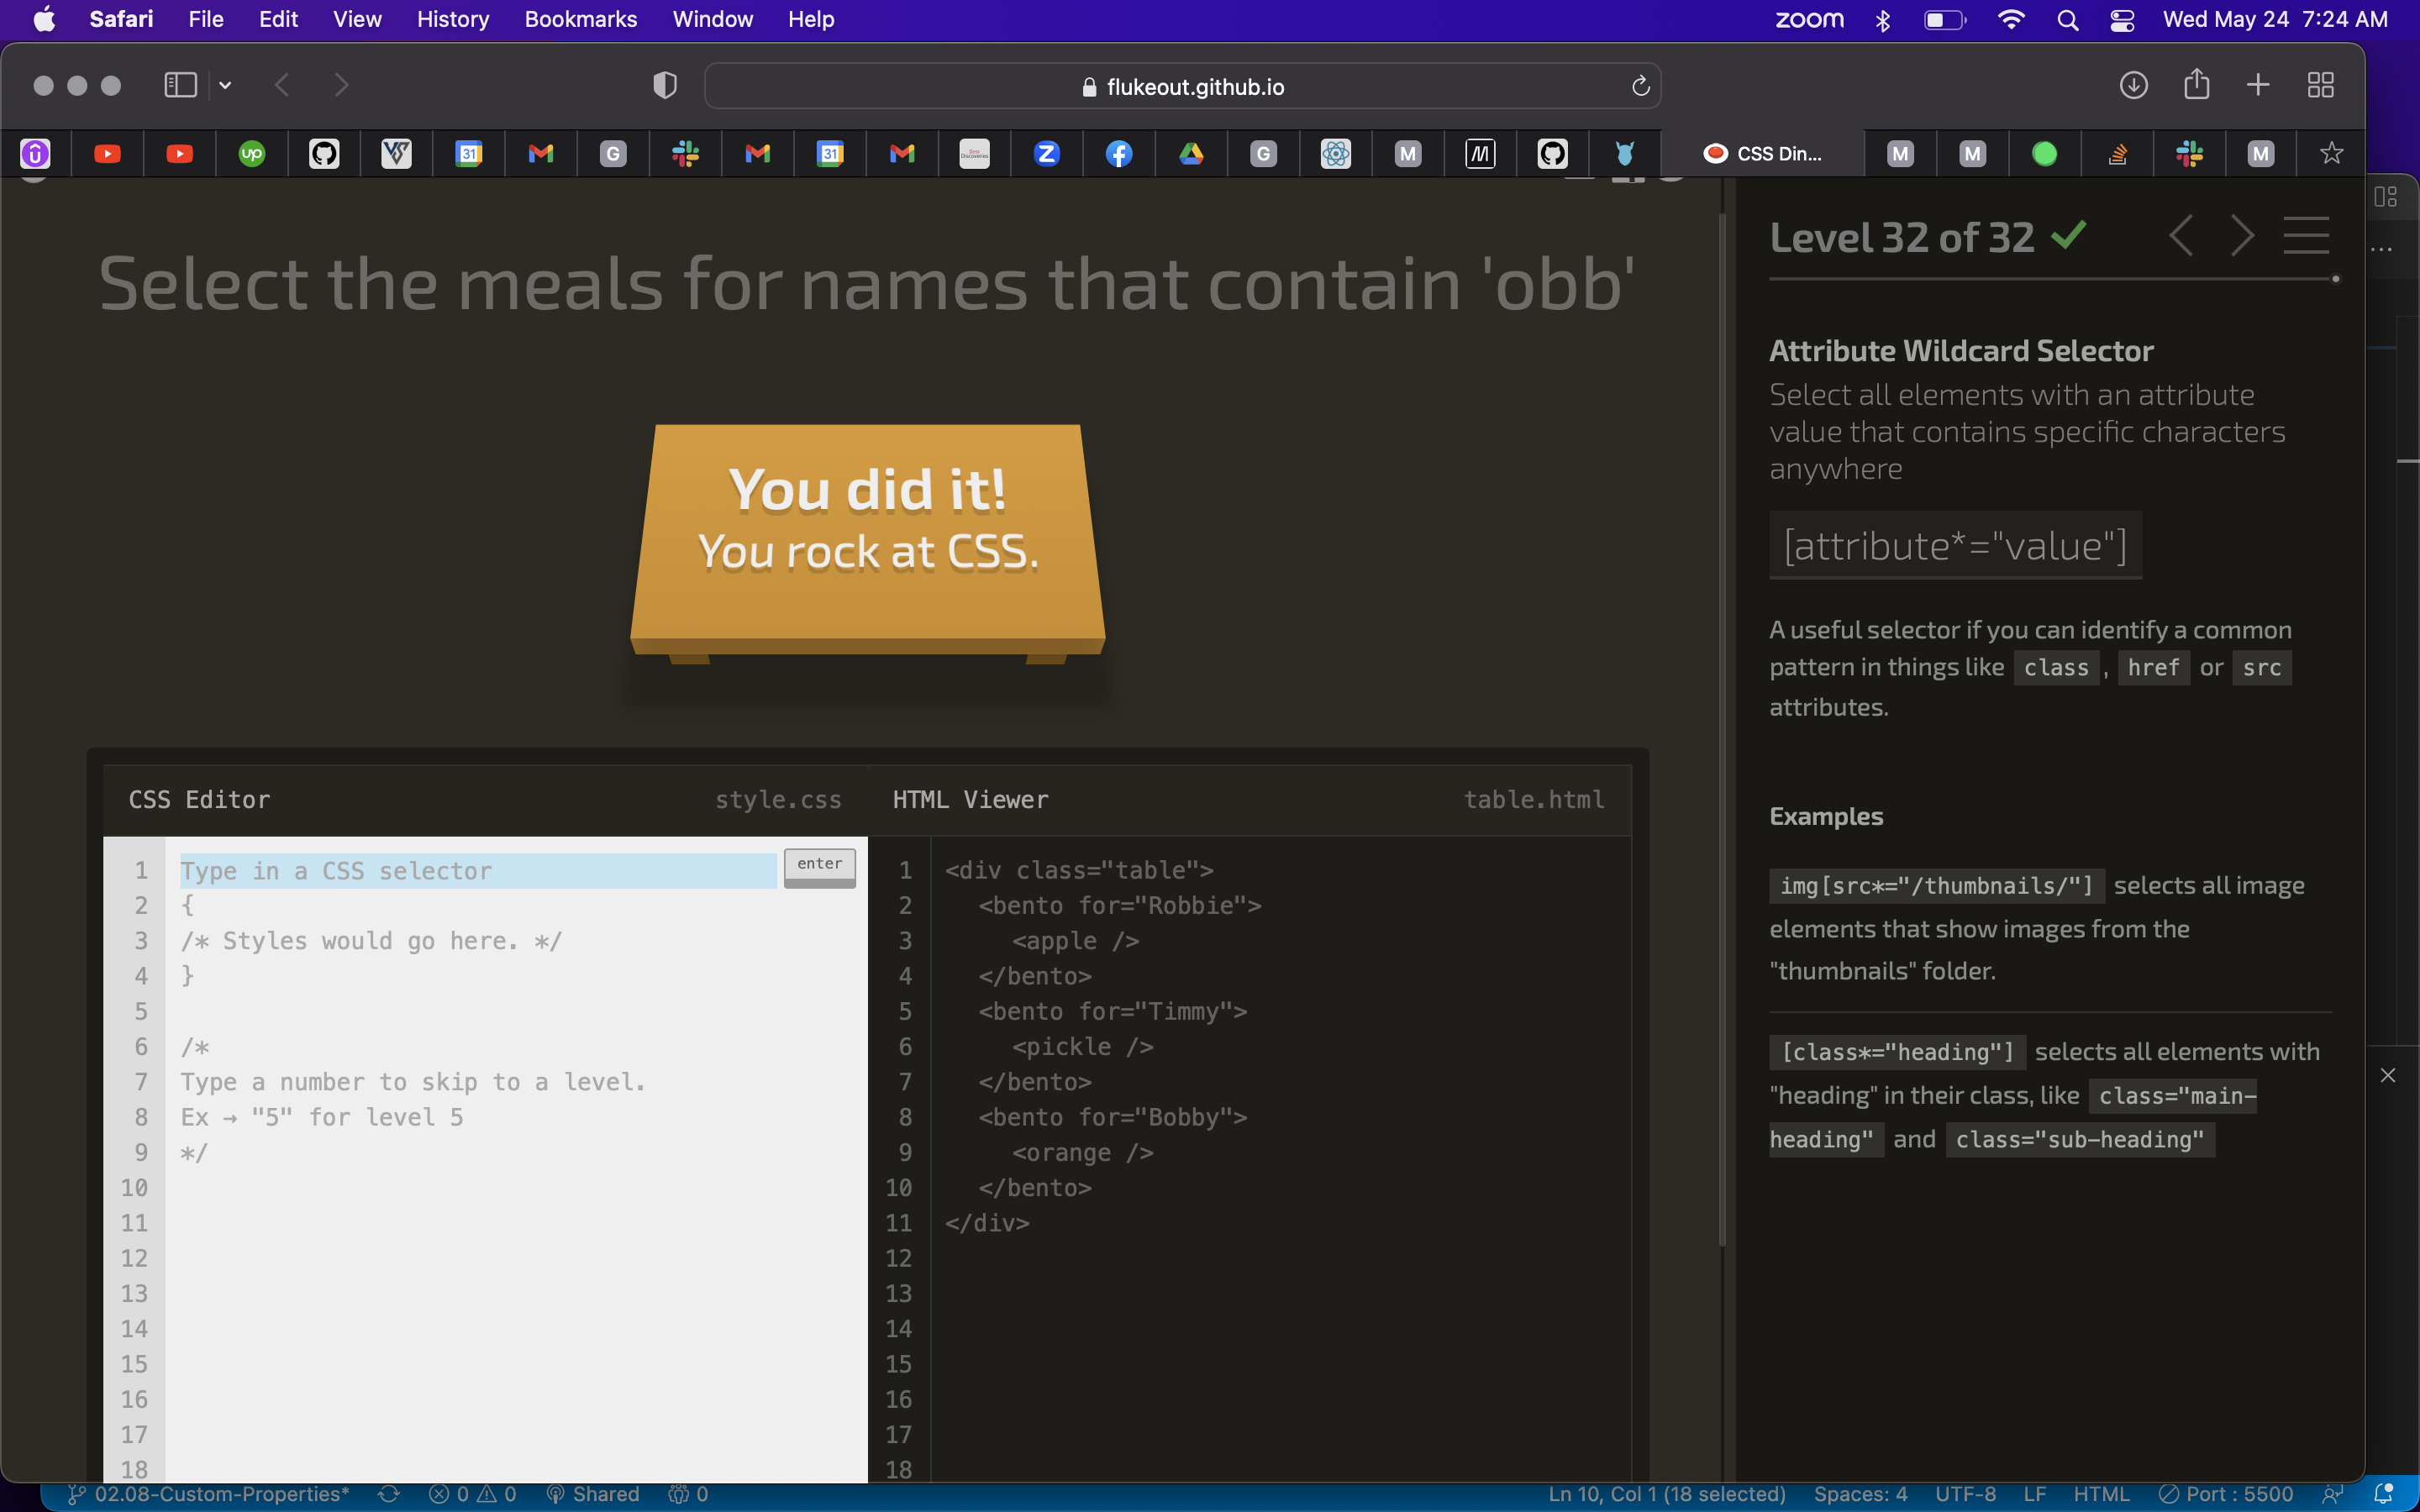 Safari File Edit View History Bookmarks Window Help
zoom Wed May 24 7:24 AM
flukeout.github.io
CSS Din...
Select the meals for names that contain 'obb'
You did it!
You rock at CSS.
CSS Editor style.css
1 Type in a CSS selector enter
2 {
3 /* Styles would go here. */
4 }
5
6 /*
7 Type a number to skip to a level.
8 Ex → "5" for level 5
9 */
10
11
12
13
14
15
16
17
18
HTML Viewer table.html
1 <div class="table">
2 <bento for="Robbie">
3 <apple />
4 </bento>
5 <bento for="Timmy">
6 <pickle />
7 </bento>
8 <bento for="Bobby">
9 <orange />
10 </bento>
11 </div>
12
13
14
15
16
17
18
Level 32 of 32
Attribute Wildcard Selector
Select all elements with an attribute
value that contains specific characters
anywhere
[attribute*="value"]
A useful selector if you can identify a common
pattern in things like class, href or src
attributes.
Examples
img[src*="/thumbnails/"] selects all image
elements that show images from the
"thumbnails" folder.
[class*="heading"] selects all elements with
"heading" in their class, like class="main-
heading" and class="sub-heading"
02.08-Custom-Properties* 0 0 Shared 0
Ln 10, Col 1 (18 selected) Spaces: 4 UTF-8 LF HTML Port : 5500